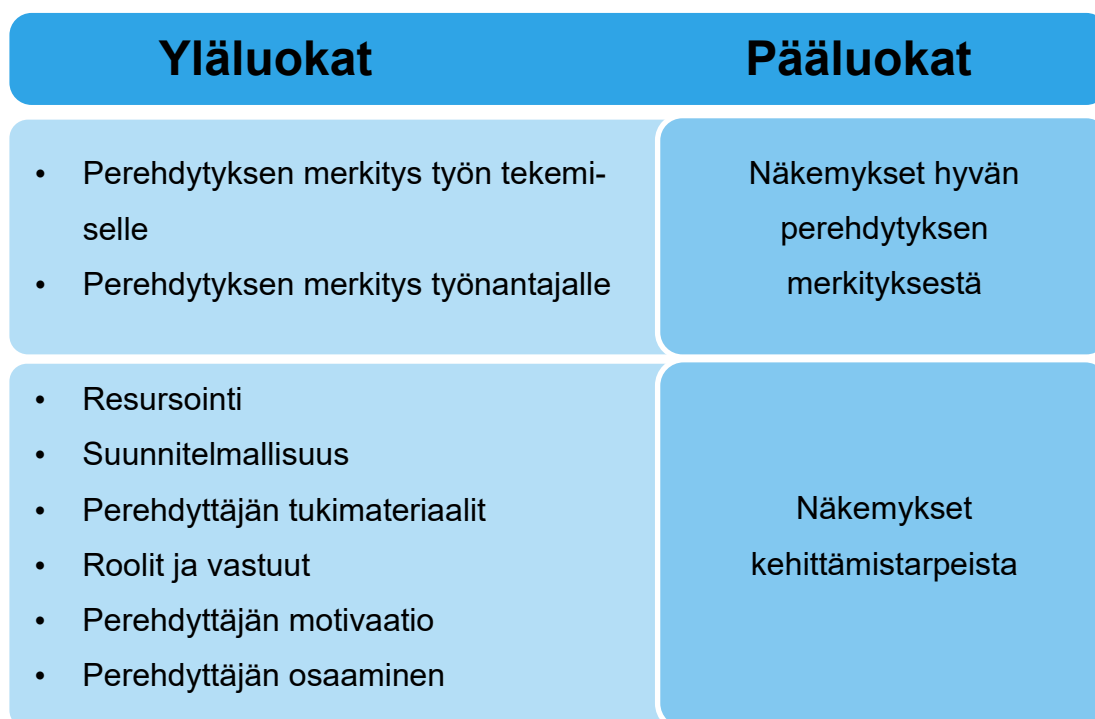 Yläluokat Pääluokat
• Perehdytyksen merkitys työn tekemi-
selle
• Perehdytyksen merkitys työnantajalle
Näkemykset hyvän
perehdytyksen
merkityksestä
• Resursointi
• Suunnitelmallisuus
• Perehdyttäjän tukimateriaalit
• Roolit ja vastuut
• Perehdyttäjän motivaatio
• Perehdyttäjän osaaminen
Näkemykset
kehittämistarpeista